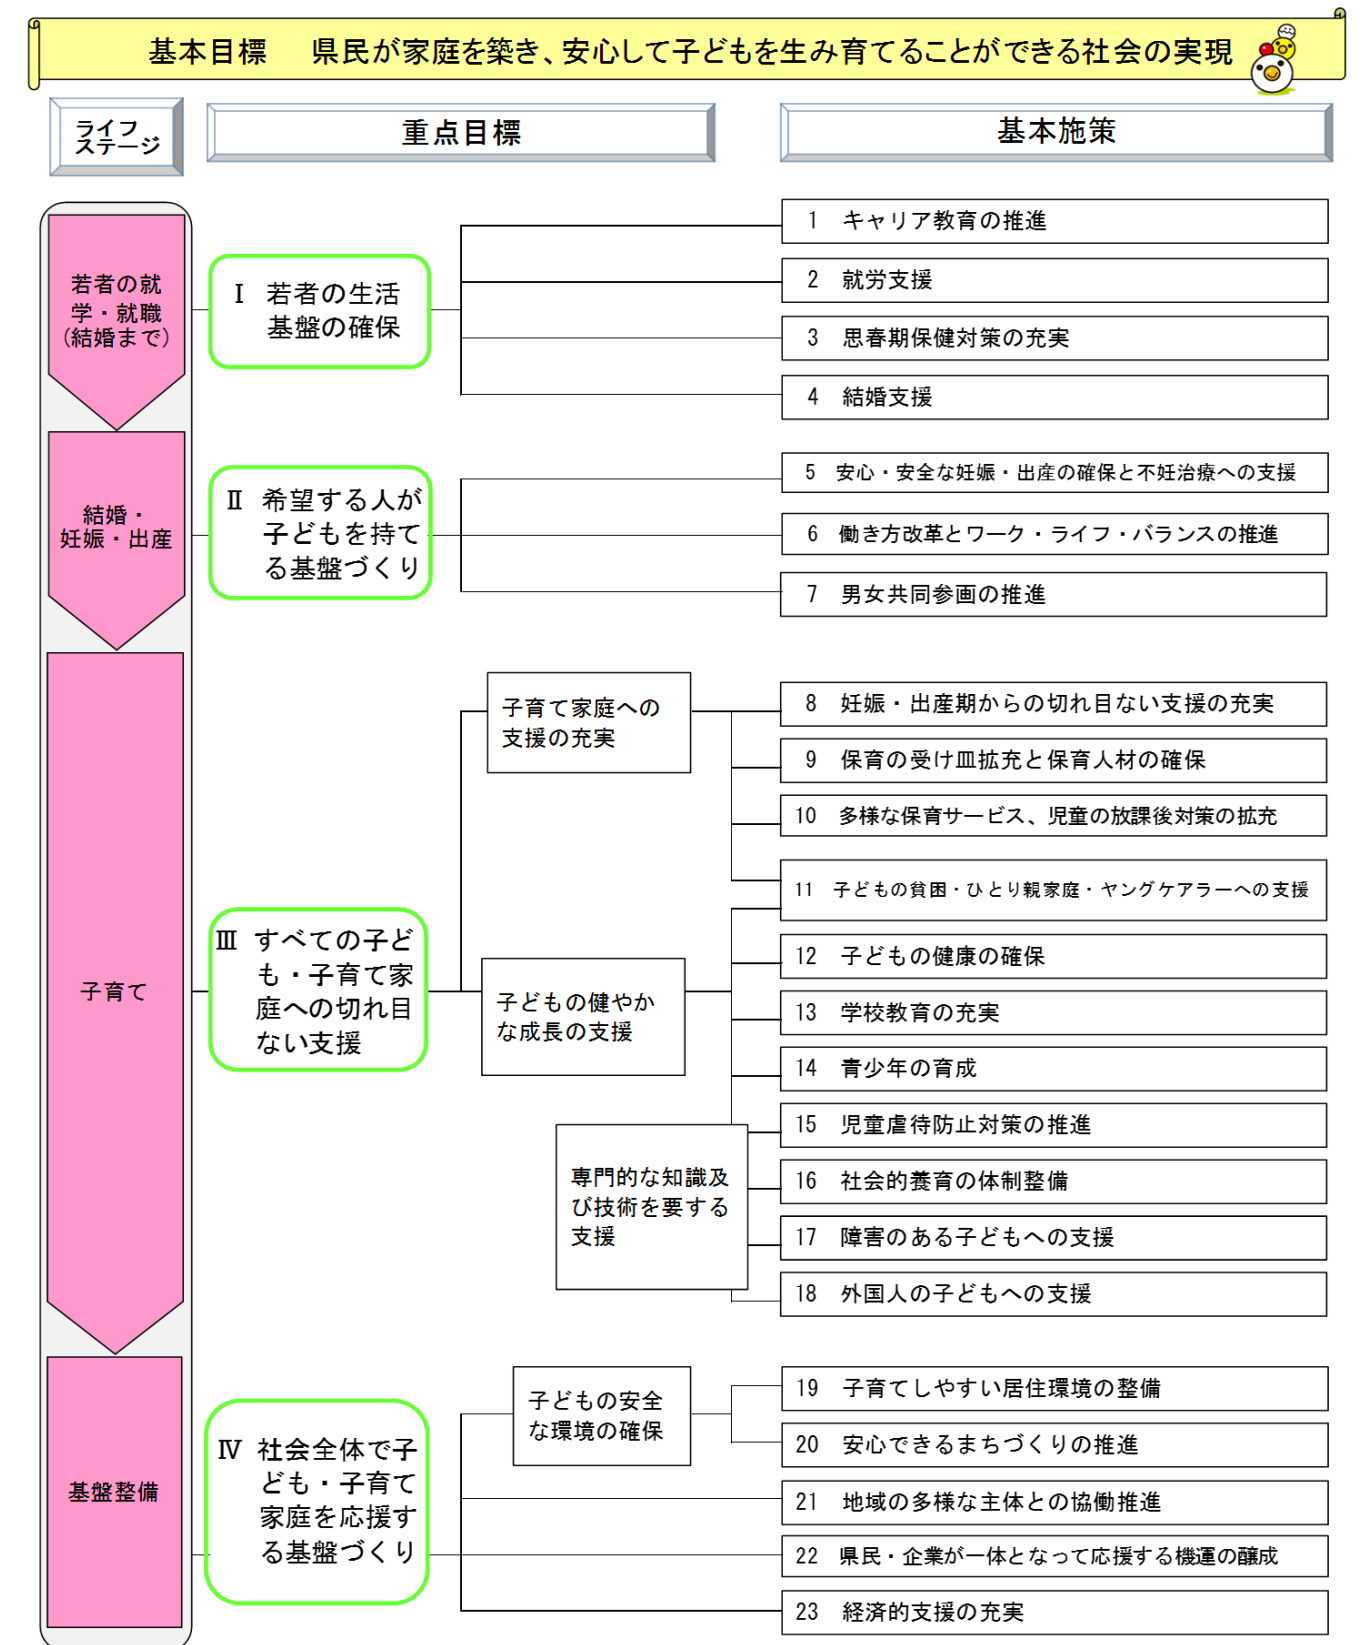 基本目標　県民が家庭を築き、安心して子どもを生み育てることができる社会の実現
ライフ
ステージ
重点目標
基本施策
若者の就
学・就職
(結婚まで)
Ⅰ 若者の生活
基盤の確保
1 キャリア教育の推進
2 就労支援
3 思春期保健対策の充実
4 結婚支援
結婚・
妊娠・出産
Ⅱ 希望する人が
子どもを持て
る基盤づくり
5 安心・安全な妊娠・出産の確保と不妊治療への支援
6 働き方改革とワーク・ライフ・バランスの推進
7 男女共同参画の推進
子育て
Ⅲ すべての子ど
も・子育て家
庭への切れ目
ない支援
子育て家庭への
支援の充実
8 妊娠・出産期からの切れ目ない支援の充実
9 保育の受け皿拡充と保育人材の確保
10 多様な保育サービス、児童の放課後対策の拡充
11 子どもの貧困・ひとり親家庭・ヤングケアラーへの支援
子どもの健やか
な成長の支援
12 子どもの健康の確保
13 学校教育の充実
14 青少年の育成
専門的な知識及
び技術を要する
支援
15 児童虐待防止対策の推進
16 社会的養育の体制整備
17 障害のある子どもへの支援
18 外国人の子どもへの支援
基盤整備
Ⅳ 社会全体で子
ども・子育て
家庭を応援す
る基盤づくり
子どもの安全
な環境の確保
19 子育てしやすい居住環境の整備
20 安心できるまちづくりの推進
21 地域の多様な主体との協働推進
22 県民・企業が一体となって応援する機運の醸成
23 経済的支援の充実